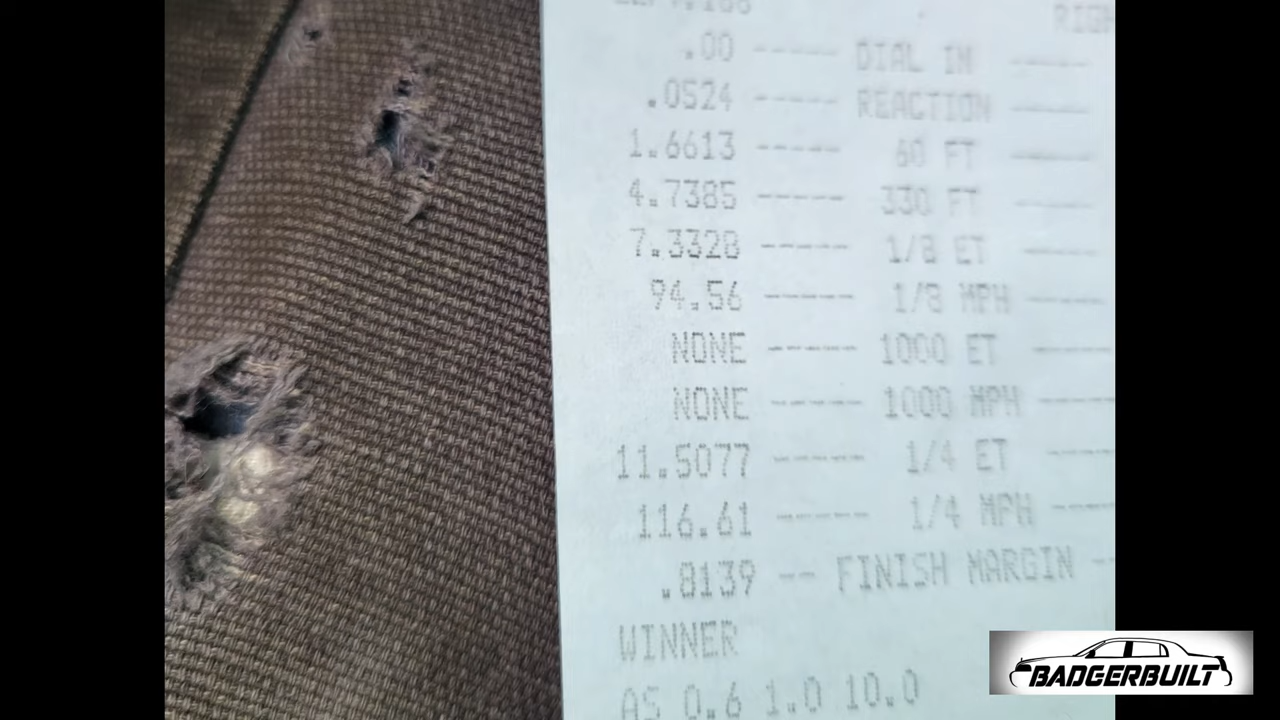 RIGH
.00 ----- DIAL IN -----
.0524 ----- REACTION -----
1.6613 ----- 60 FT -----
4.7385 ----- 330 FT -----
7.3328 ----- 1/8 ET -----
94.56 ----- 1/8 MPH -----
NONE ----- 1000 ET -----
NONE ----- 1000 MPH -----
11.5077 ----- 1/4 ET ----
116.61 ----- 1/4 MPH ----
.8139 -- FINISH MARGIN --
WINNER
AS 0.6 1.0 10.0
BADGERBUILT